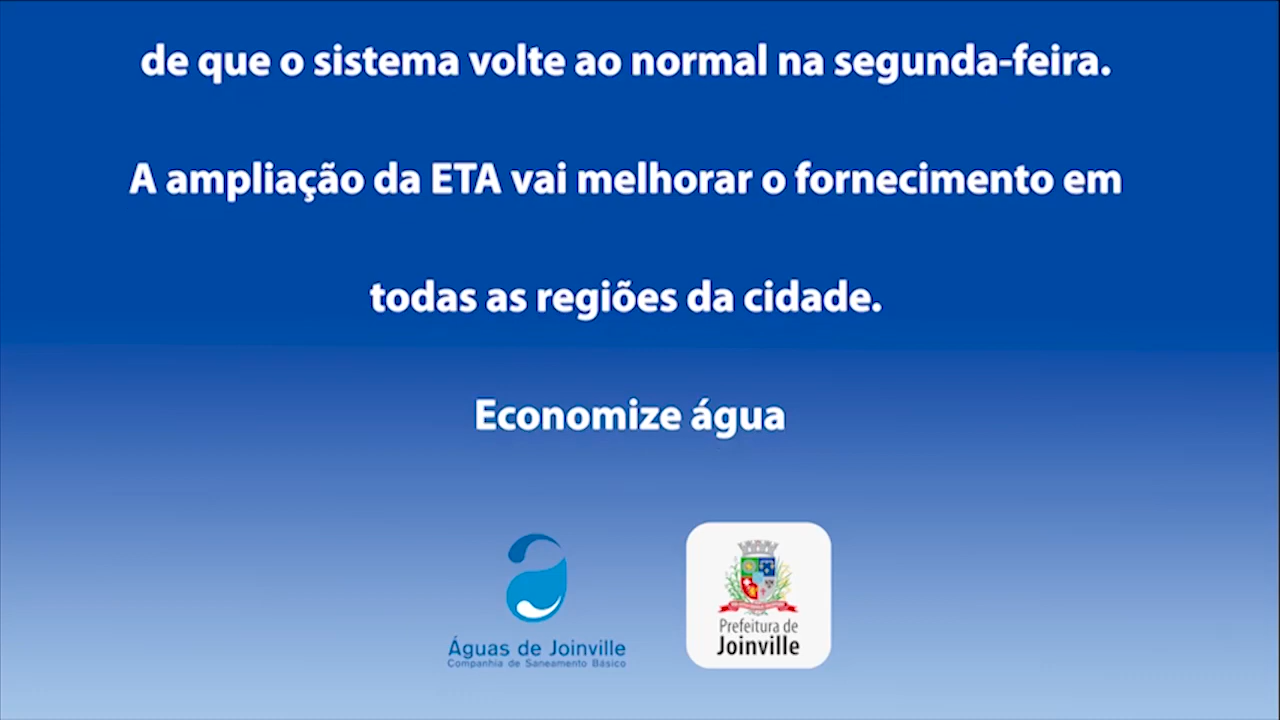 de que o sistema volte ao normal na segunda-feira.
A ampliação da ETA vai melhorar o fornecimento em
todas as regiões da cidade.
Economize água
Águas de Joinville
Companhia de Saneamento Básico
Prefeitura de
Joinville